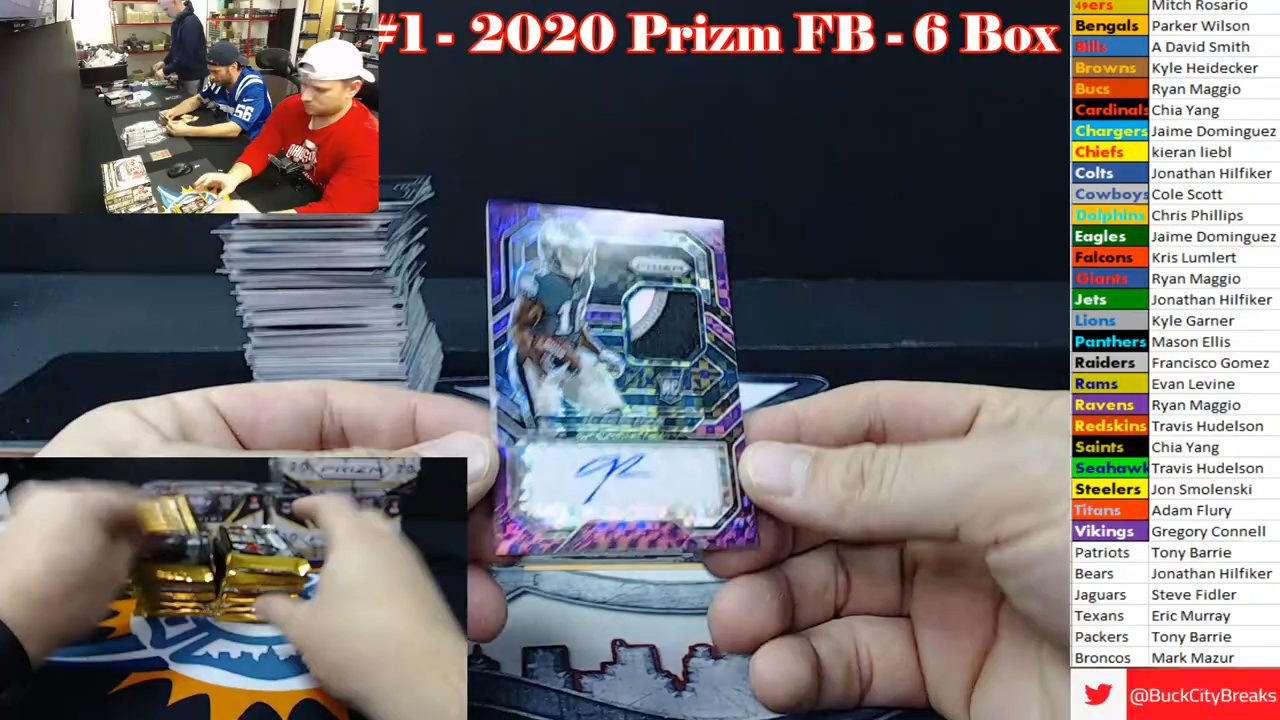 #1 - 2020 Prizm FB - 6 Box
49ers Mitch Rosario
Bengals Parker Wilson
Bills A David Smith
Browns Kyle Heidecker
Bucs Ryan Maggio
Cardinals Chia Yang
Chargers Jaime Dominguez
Chiefs kieran liebl
Colts Jonathan Hilfiker
Cowboys Cole Scott
Dolphins Chris Phillips
Eagles Jaime Dominguez
Falcons Kris Lumlert
Giants Ryan Maggio
Jets Jonathan Hilfiker
Lions Kyle Garner
Panthers Mason Ellis
Raiders Francisco Gomez
Rams Evan Levine
Ravens Ryan Maggio
Redskins Travis Hudelson
Saints Chia Yang
Seahawk Travis Hudelson
Steelers Jon Smolenski
Titans Adam Flury
Vikings Gregory Connell
Patriots Tony Barrie
Bears Jonathan Hilfiker
Jaguars Steve Fidler
Texans Eric Murray
Packers Tony Barrie
Broncos Mark Mazur
@BuckCityBreaks
PRIZM
56
20 PRIZM 20